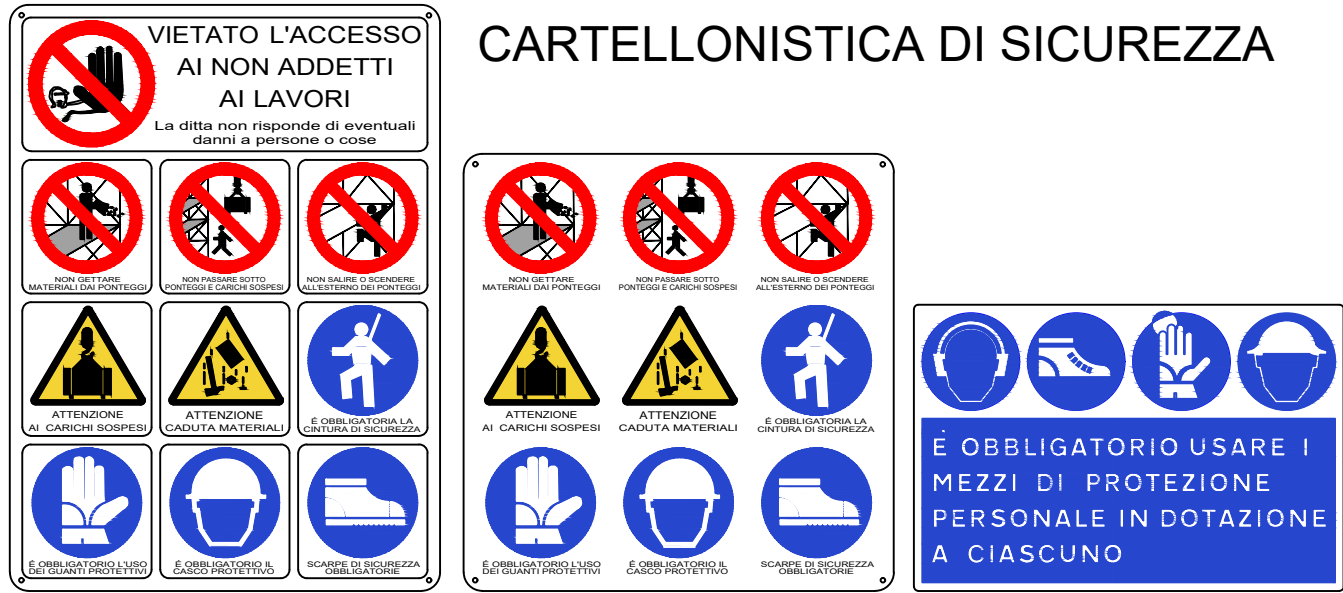 CARTELLONISTICA DI SICUREZZA
VIETATO L'ACCESSO
AI NON ADDETTI
AI LAVORI
La ditta non risponde di eventuali
danni a persone o cose
NON GETTARE
MATERIALI DAI PONTEGGI
NON PASSARE SOTTO
PONTEGGI E CARICHI SOSPESI
NON SALIRE O SCENDERE
ALL'ESTERNO DEI PONTEGGI
ATTENZIONE
AI CARICHI SOSPESI
ATTENZIONE
CADUTA MATERIALI
É OBBLIGATORIA LA
CINTURA DI SICUREZZA
É OBBLIGATORIO L'USO
DEI GUANTI PROTETTIVI
É OBBLIGATORIO IL
CASCO PROTETTIVO
SCARPE DI SICUREZZA
OBBLIGATORIE
NON GETTARE
MATERIALI DAI PONTEGGI
NON PASSARE SOTTO
PONTEGGI E CARICHI SOSPESI
NON SALIRE O SCENDERE
ALL'ESTERNO DEI PONTEGGI
ATTENZIONE
AI CARICHI SOSPESI
ATTENZIONE
CADUTA MATERIALI
É OBBLIGATORIA LA
CINTURA DI SICUREZZA
É OBBLIGATORIO L'USO
DEI GUANTI PROTETTIVI
É OBBLIGATORIO IL
CASCO PROTETTIVO
SCARPE DI SICUREZZA
OBBLIGATORIE
È OBBLIGATORIO USARE I
MEZZI DI PROTEZIONE
PERSONALE IN DOTAZIONE
A CIASCUNO